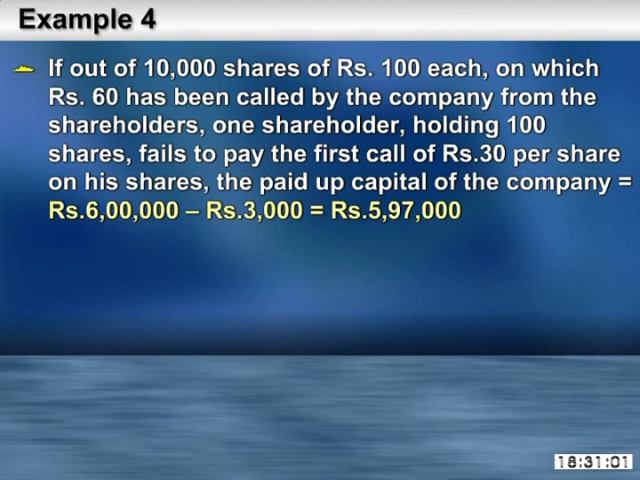 Example 4
If out of 10,000 shares of Rs. 100 each, on which
Rs. 60 has been called by the company from the
shareholders, one shareholder, holding 100
shares, fails to pay the first call of Rs.30 per share
on his shares, the paid up capital of the company =
Rs.6,00,000 – Rs.3,000 = Rs.5,97,000
18:31:01